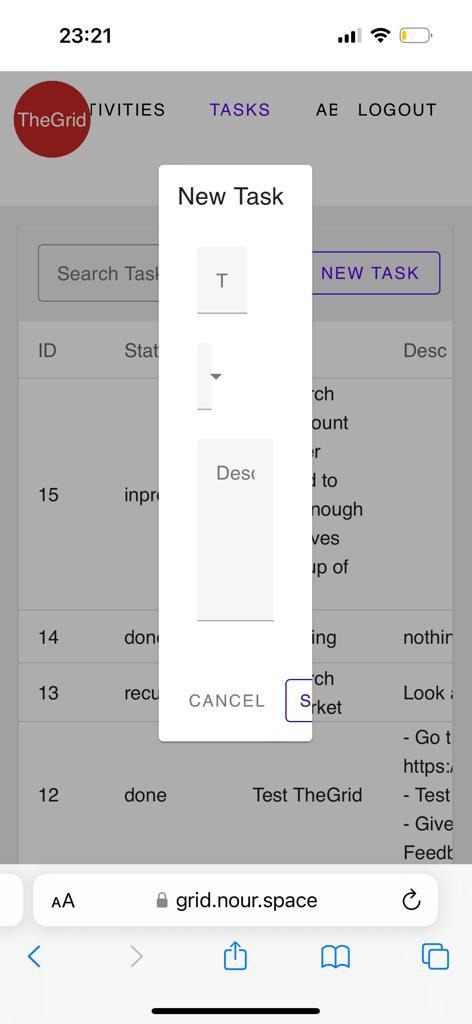 23:21
TheGrid
TIVITIES
TASKS
AB
LOGOUT
New Task
Search Task
NEW TASK
T
ID
Stat
Desc
Desc
15
inpr
rch
ount
er
d to
nough
ves
up of
14
done
ing
nothin
13
recu
rch
rket
Look
CANCEL
S
12
done
Test TheGrid
- Go t
https:/
- Test
- Give
Feedb
AA
grid.nour.space